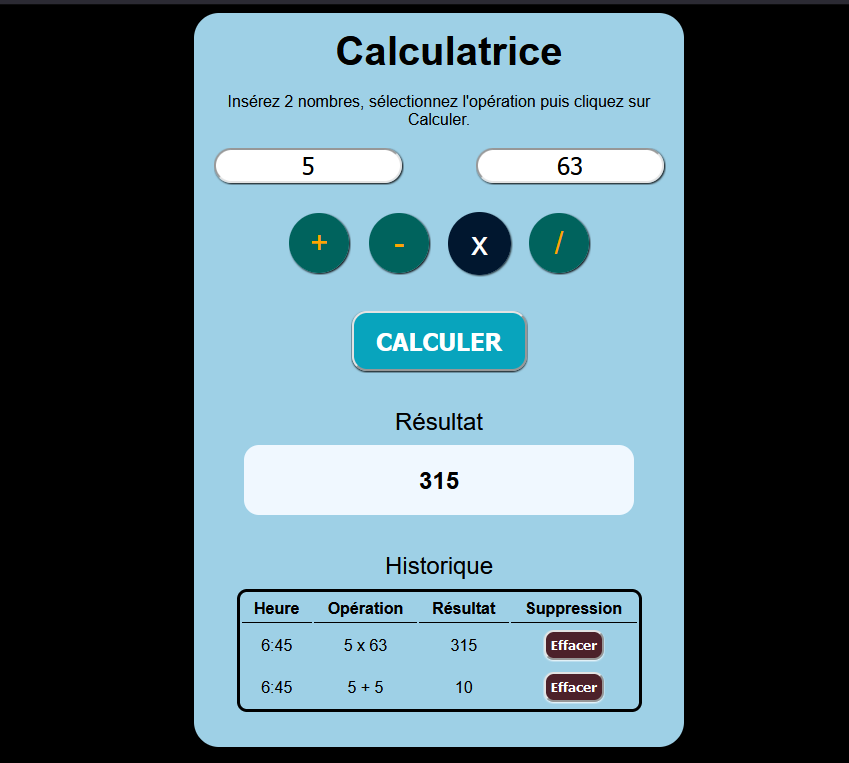 Calculatrice
Insérez 2 nombres, sélectionnez l'opération puis cliquez sur
Calculer.
5 63
+ - x /
CALCULER
Résultat
315
Historique
Heure Opération Résultat Suppression
6:45 5 x 63 315 Effacer
6:45 5 + 5 10 Effacer